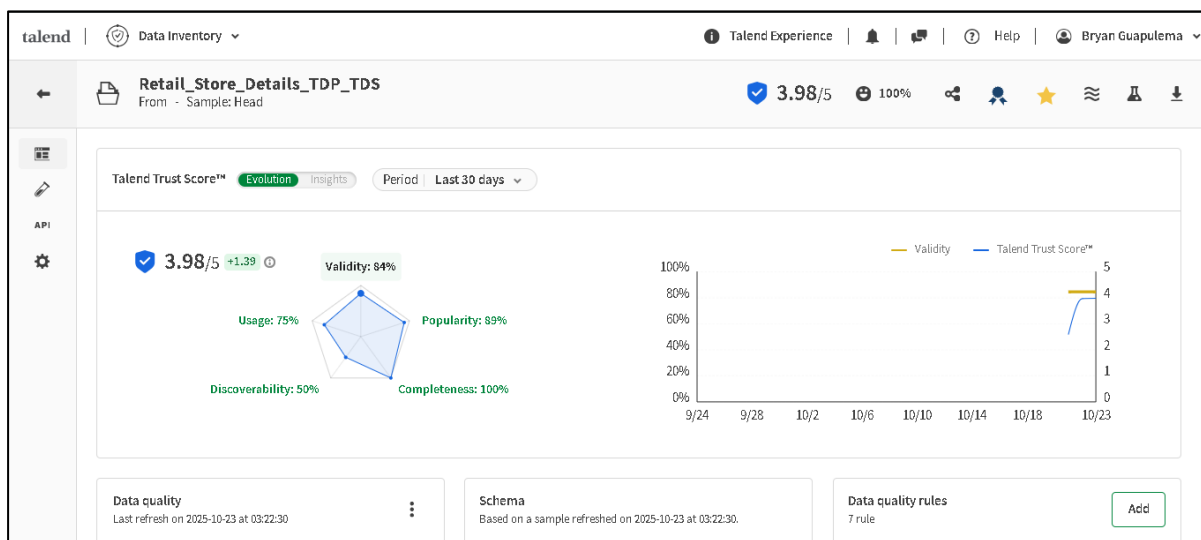 talend Data Inventory Talend Experience Help Bryan Guapulema
Retail_Store_Details_TDP_TDS
From - Sample: Head
3.98/5 100%
API
Talend Trust Score™ Evolution Insights Period Last 30 days
3.98/5 +1.39
Validity: 84%
Usage: 75%
Popularity: 89%
Discoverability: 50%
Completeness: 100%
Validity Talend Trust Score™
100% 5
80% 4
60% 3
40% 2
20% 1
0% 0
9/24 9/28 10/2 10/6 10/10 10/14 10/18 10/23
Data quality
Last refresh on 2025-10-23 at 03:22:30
Schema
Based on a sample refreshed on 2025-10-23 at 03:22:30.
Data quality rules
7 rule
Add